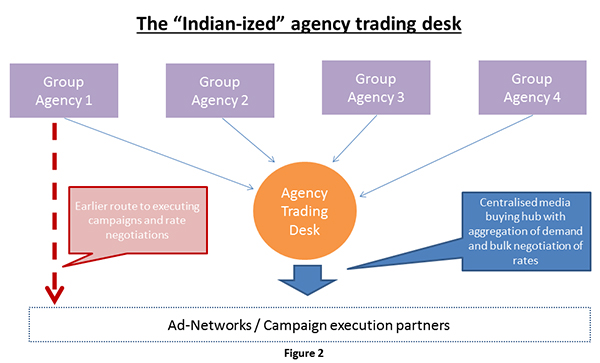 The “Indian-ized” agency trading desk
Group
Agency 1
Group
Agency 2
Group
Agency 3
Group
Agency 4
Agency
Trading
Desk
Earlier route to executing
campaigns and rate
negotiations
Centralised media
buying hub with
aggregation of demand
and bulk negotiation of
rates
Ad-Networks / Campaign execution partners
Figure 2